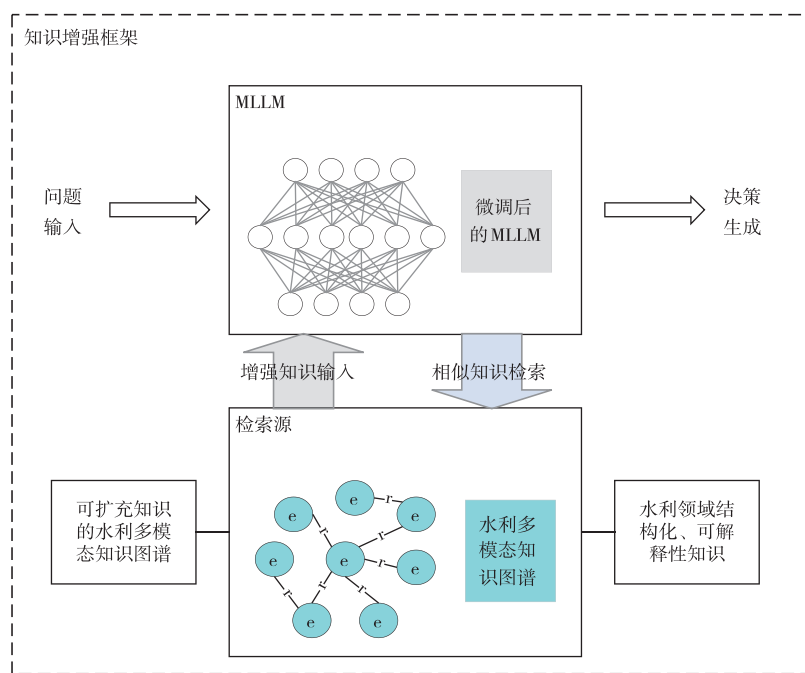 知识增强框架
MLLM
问题
输入
微调后
的MLLM
决策
生成
增强知识输入
相似知识检索
检索源
可扩充知识
的水利多模
态知识图谱
e
r
e
e
r
r
e
e
r
e
r
r
r
e
e
水利多
模态知
识图谱
水利领域结
构化、可解
释性知识